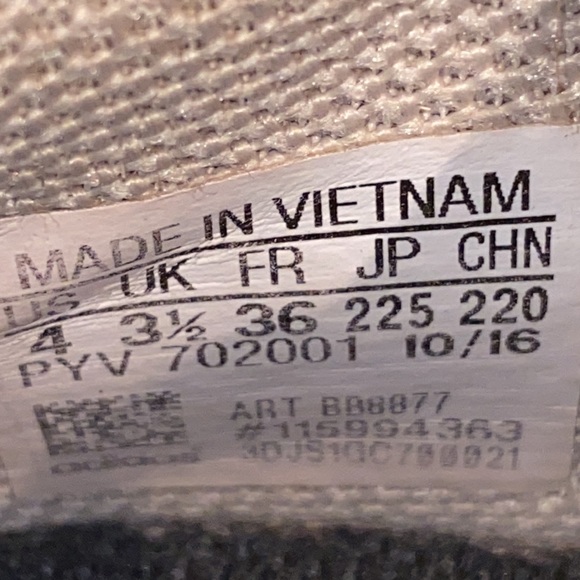 MADE IN VIETNAM
US UK FR JP CHN
4 3½ 36 225 220
PYV 702001 10/16
ART BB8877
#115994363
adidas